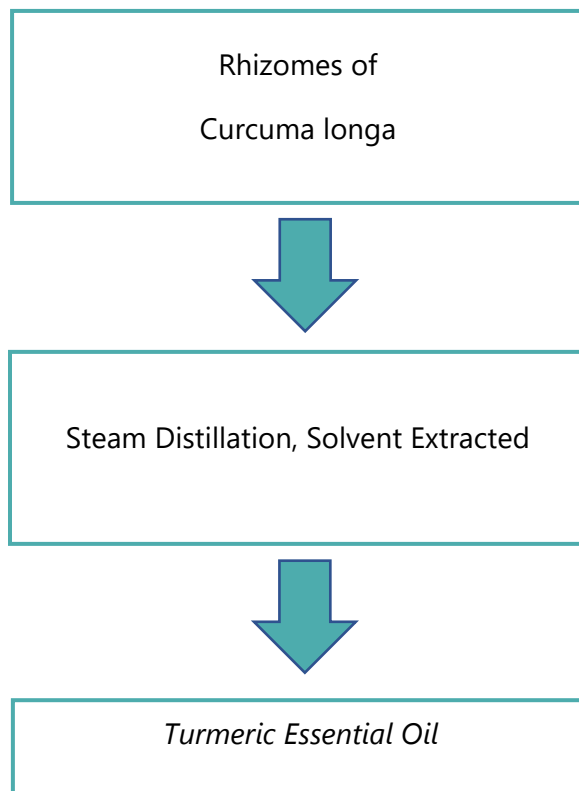 Rhizomes of
Curcuma longa
Steam Distillation, Solvent Extracted
Turmeric Essential Oil